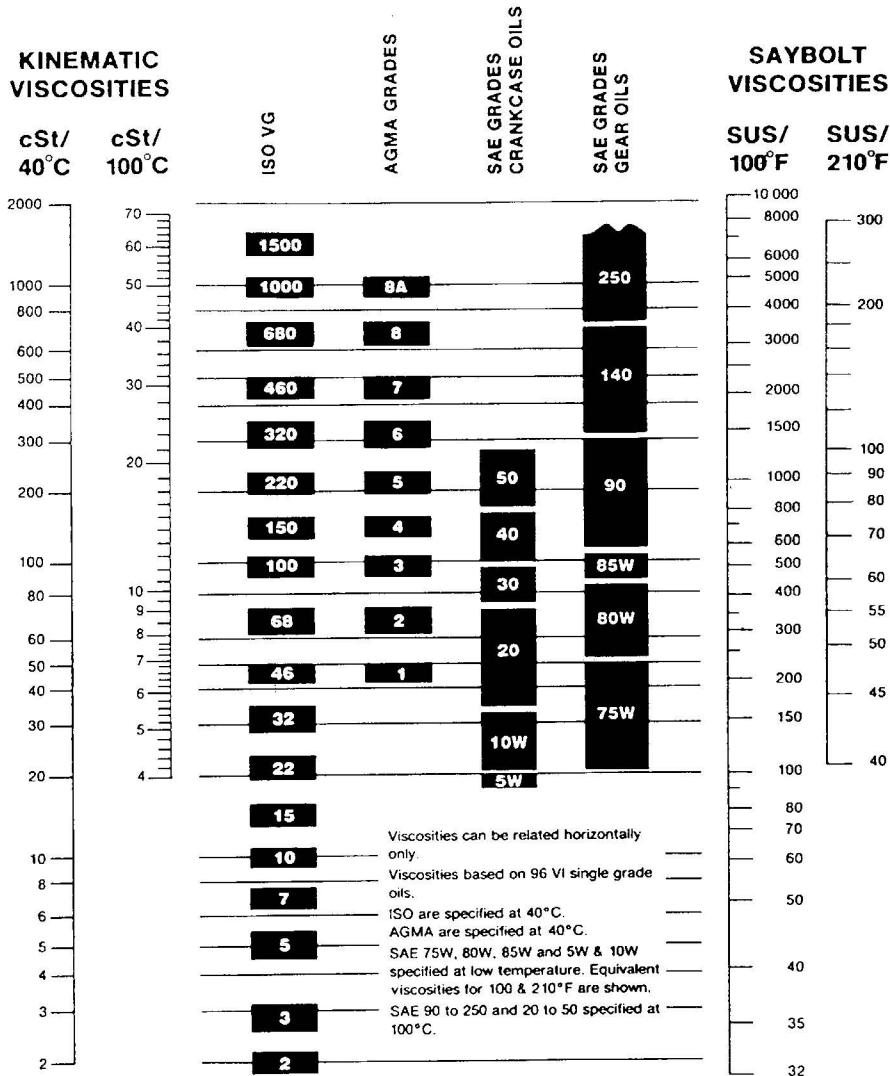 KINEMATIC
VISCOSITIES
cSt/
40°C
cSt/
100°C
ISO VG
AGMA GRADES
SAE GRADES
CRANKCASE OILS
SAE GRADES
GEAR OILS
SAYBOLT
VISCOSITIES
SUS/
100°F
SUS/
210°F
2000
1000
800
600
500
400
300
200
100
80
60
50
40
30
20
10
8
6
5
4
3
2
70
60
50
40
30
20
10
9
8
7
6
5
4
1500
1000
680
460
320
220
150
100
68
46
32
22
15
10
7
5
3
2
8A
8
7
6
5
4
3
2
1
50
40
30
20
10W
5W
250
140
90
85W
80W
75W
10 000
8000
6000
5000
4000
3000
2000
1500
1000
800
600
500
400
300
200
150
100
80
70
60
50
40
35
32
300
200
100
90
80
70
60
55
50
45
40
Viscosities can be related horizontally
only.
Viscosities based on 96 VI single grade
oils.
ISO are specified at 40°C.
AGMA are specified at 40°C.
SAE 75W, 80W, 85W and 5W & 10W
specified at low temperature. Equivalent
viscosities for 100 & 210°F are shown.
SAE 90 to 250 and 20 to 50 specified at
100°C.